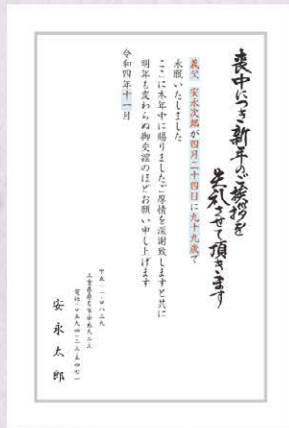 喪中につき新年のご挨拶を
失礼させて頂きます
義父 安永次郎が四月二十四日に九十九歳で
永眠いたしました
ここに本年中に賜りましたご厚情を深謝致しますと共に
明年も変わらぬ御交誼のほどお願い申し上げます
令和四年十一月
安永太郎